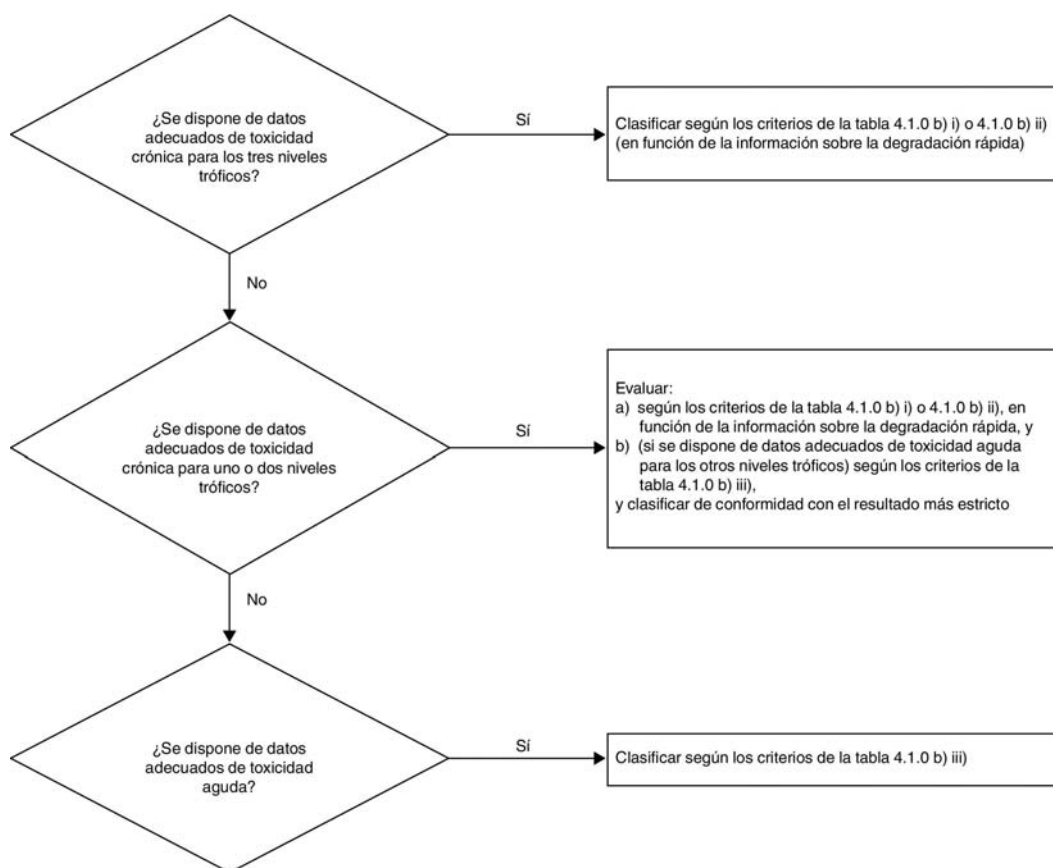 ¿Se dispone de datos
adecuados de toxicidad
crónica para los tres niveles
tróficos?
Sí
Clasificar según los criterios de la tabla 4.1.0 b) i) o 4.1.0 b) ii)
(en función de la información sobre la degradación rápida)
No
¿Se dispone de datos
adecuados de toxicidad
crónica para uno o dos niveles
tróficos?
Sí
Evaluar:
a) según los criterios de la tabla 4.1.0 b) i) o 4.1.0 b) ii), en
función de la información sobre la degradación rápida, y
b) (si se dispone de datos adecuados de toxicidad aguda
para los otros niveles tróficos) según los criterios de la
tabla 4.1.0 b) iii),
y clasificar de conformidad con el resultado más estricto
No
¿Se dispone de datos
adecuados de toxicidad
aguda?
Sí
Clasificar según los criterios de la tabla 4.1.0 b) iii)